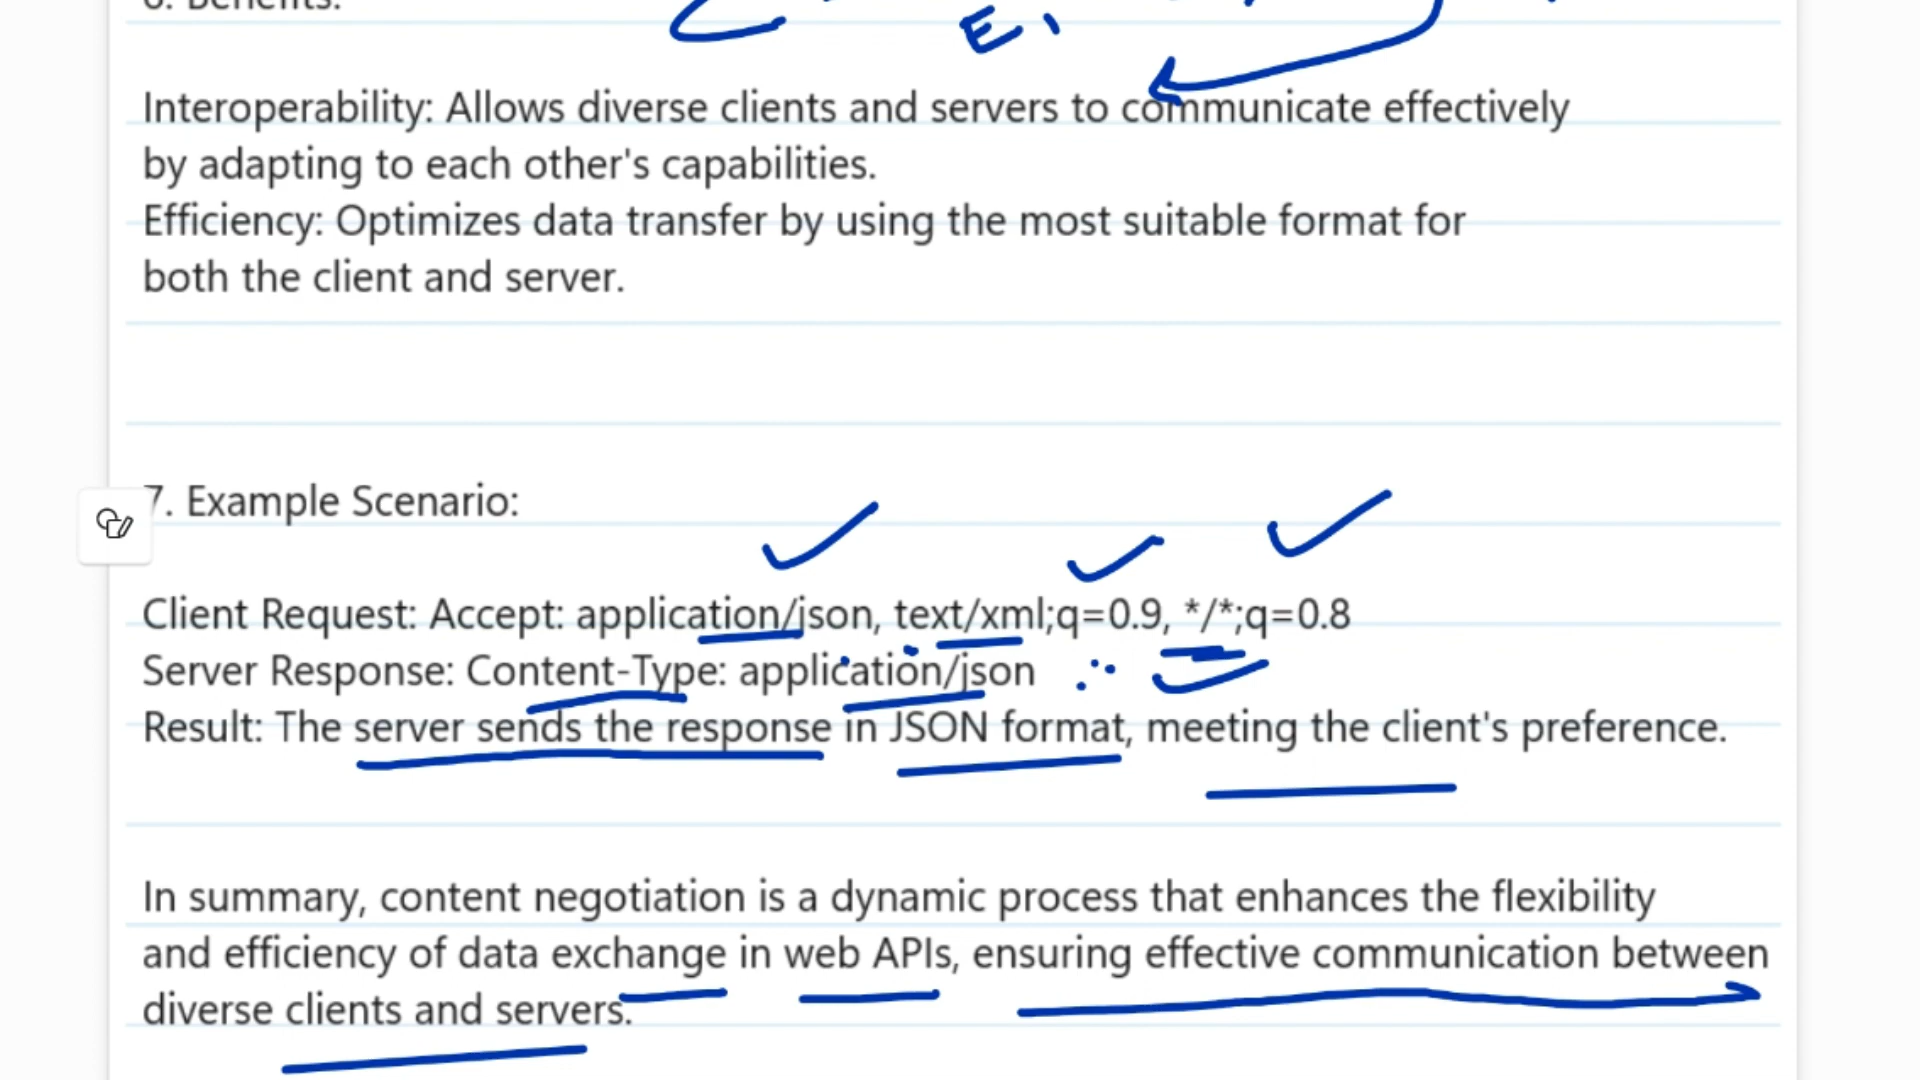 6. Benefits:
E,
Interoperability: Allows diverse clients and servers to communicate effectively
by adapting to each other's capabilities.
Efficiency: Optimizes data transfer by using the most suitable format for
both the client and server.
7. Example Scenario:
Client Request: Accept: application/json, text/xml;q=0.9, */*;q=0.8
Server Response: Content-Type: application/json
Result: The server sends the response in JSON format, meeting the client's preference.
In summary, content negotiation is a dynamic process that enhances the flexibility
and efficiency of data exchange in web APIs, ensuring effective communication between
diverse clients and servers.